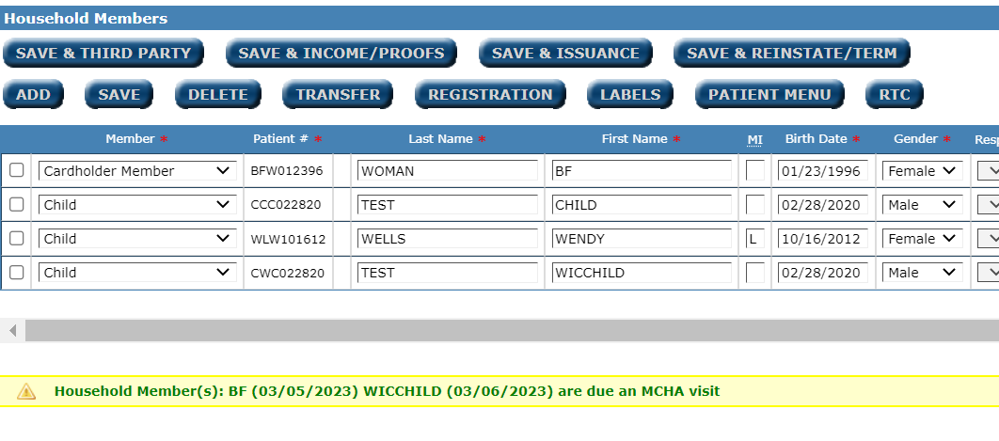 Household Members
SAVE & THIRD PARTY SAVE & INCOME/PROOFS SAVE & ISSUANCE SAVE & REINSTATE/TERM
ADD SAVE DELETE TRANSFER REGISTRATION LABELS PATIENT MENU RTC
Member * Patient # * Last Name * First Name * MI Birth Date * Gender * Resp
Cardholder Member BFW012396 WOMAN BF 01/23/1996 Female
Child CCC022820 TEST CHILD 02/28/2020 Male
Child WLW101612 WELLS WENDY L 10/16/2012 Female
Child CWC022820 TEST WICCHILD 02/28/2020 Male
Household Member(s): BF (03/05/2023) WICCHILD (03/06/2023) are due an MCHA visit